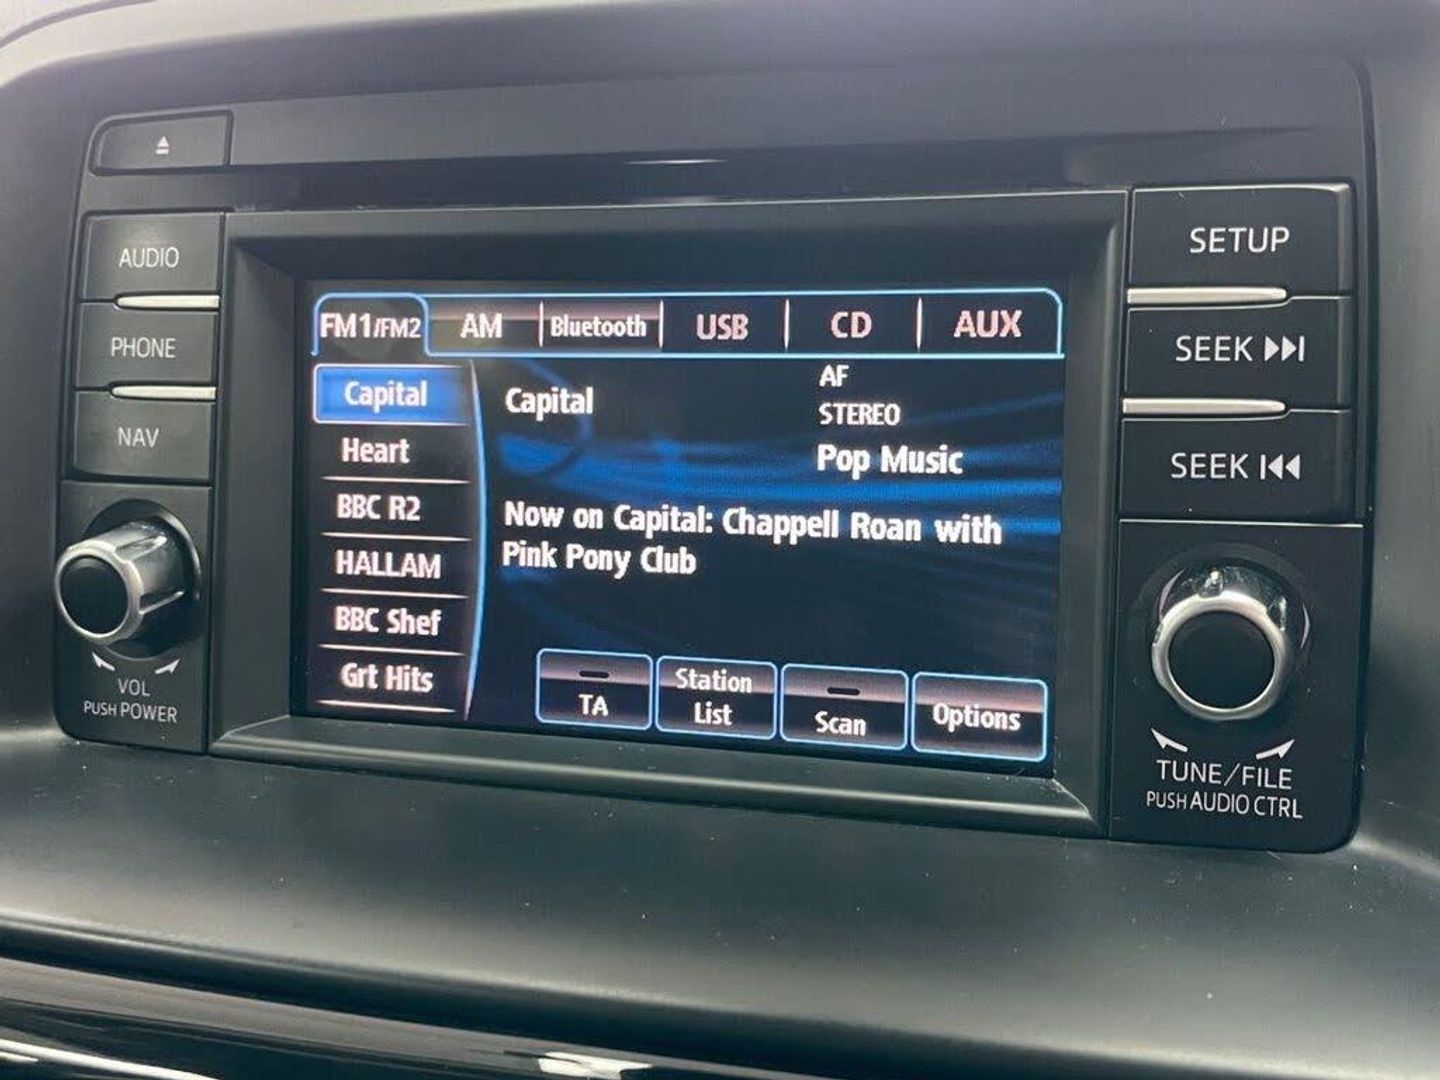 AUDIO
PHONE
NAV
VOL
PUSH POWER
FM1/FM2 AM Bluetooth USB CD AUX
Capital
Heart
BBC R2
HALLAM
BBC Shef
Grt Hits
Capital
AF
STEREO
Pop Music
Now on Capital: Chappell Roan with
Pink Pony Club
TA
Station
List
Scan
Options
SETUP
SEEK
SEEK
TUNE/FILE
PUSH AUDIO CTRL